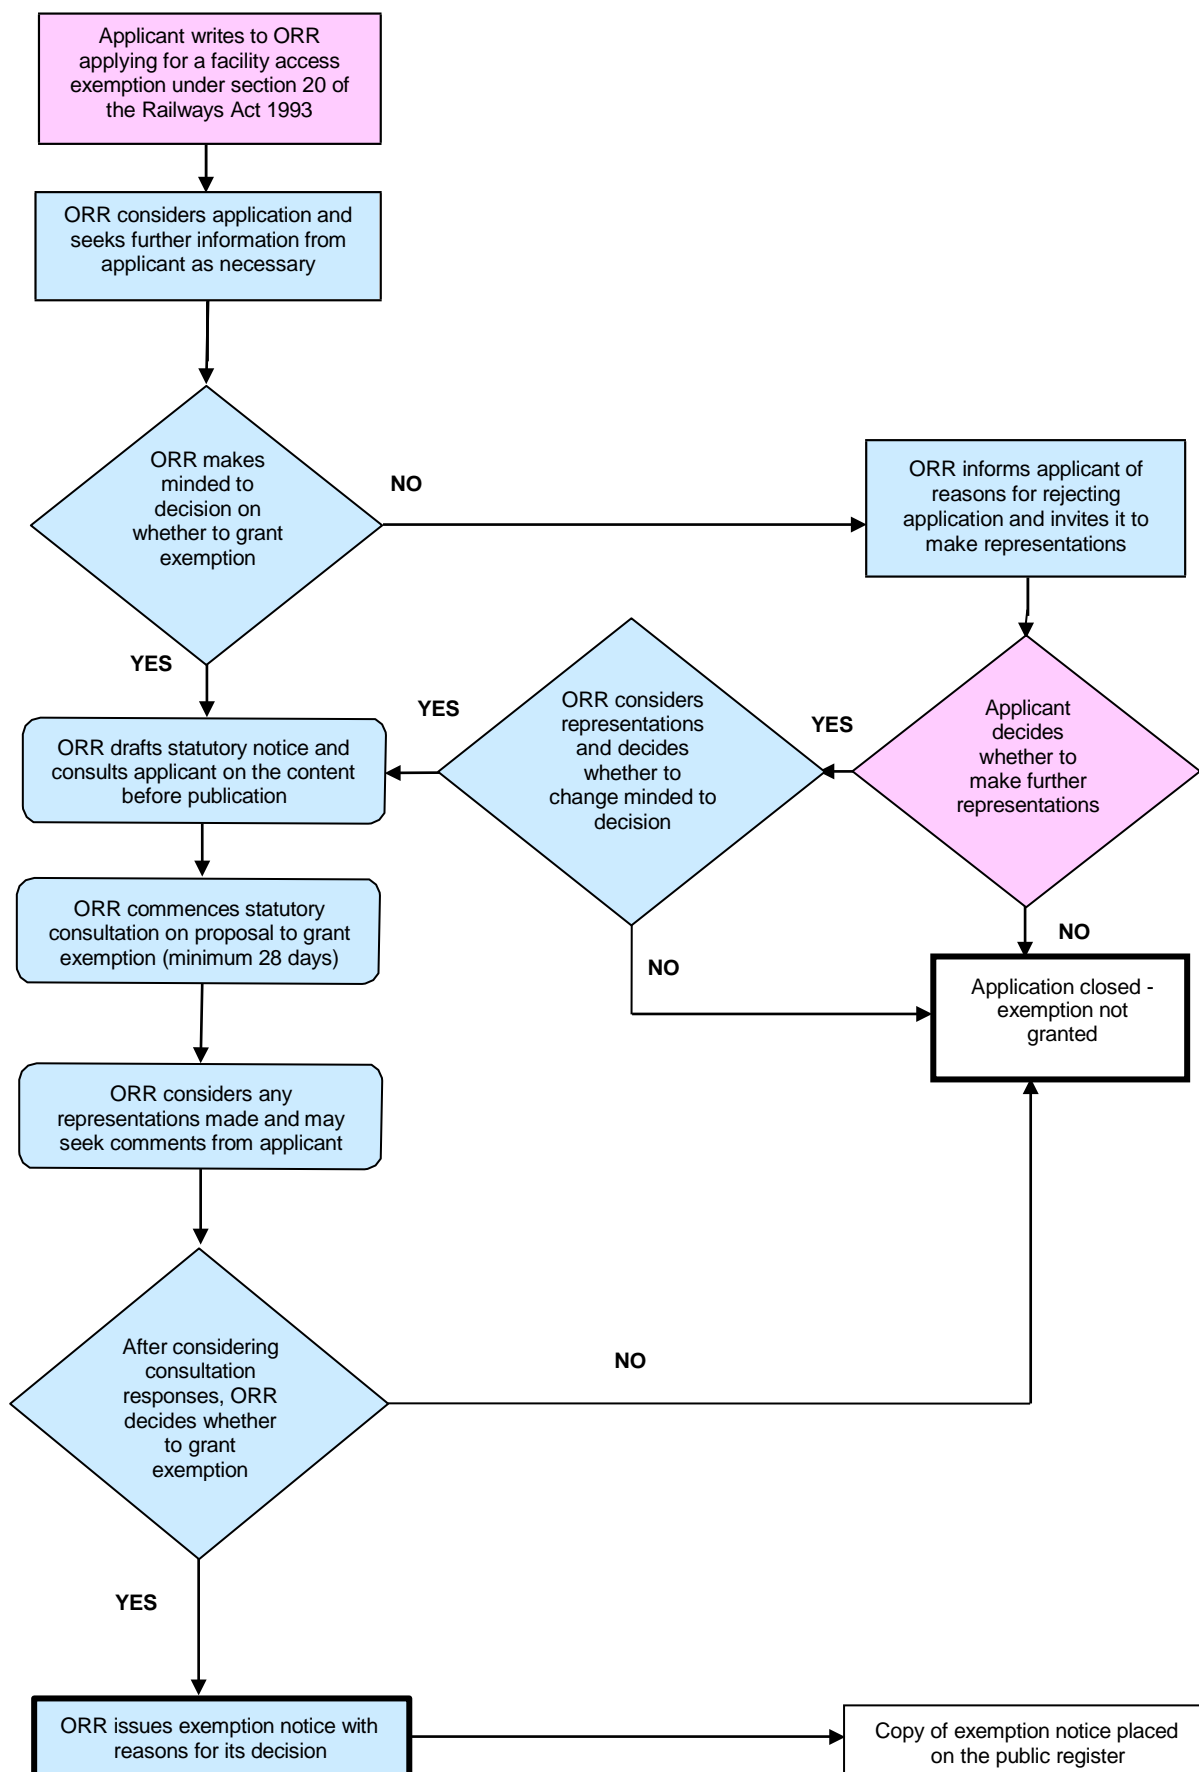 Applicant writes to ORR
applying for a facility access
exemption under section 20 of
the Railways Act 1993
ORR considers application and
seeks further information from
applicant as necessary
ORR makes
minded to
decision on
whether to grant
exemption
NO
ORR informs applicant of
reasons for rejecting
application and invites it to
make representations
YES
ORR considers
representations
and decides
whether to
change minded to
decision
YES
YES
Applicant
decides
whether to
make further
representations
ORR drafts statutory notice and
consults applicant on the content
before publication
ORR commences statutory
consultation on proposal to grant
exemption (minimum 28 days)
NO
NO
Application closed -
exemption not
granted
ORR considers any
representations made and may
seek comments from applicant
After considering
consultation
responses, ORR
decides whether
to grant
exemption
NO
YES
ORR issues exemption notice with
reasons for its decision
Copy of exemption notice placed
on the public register